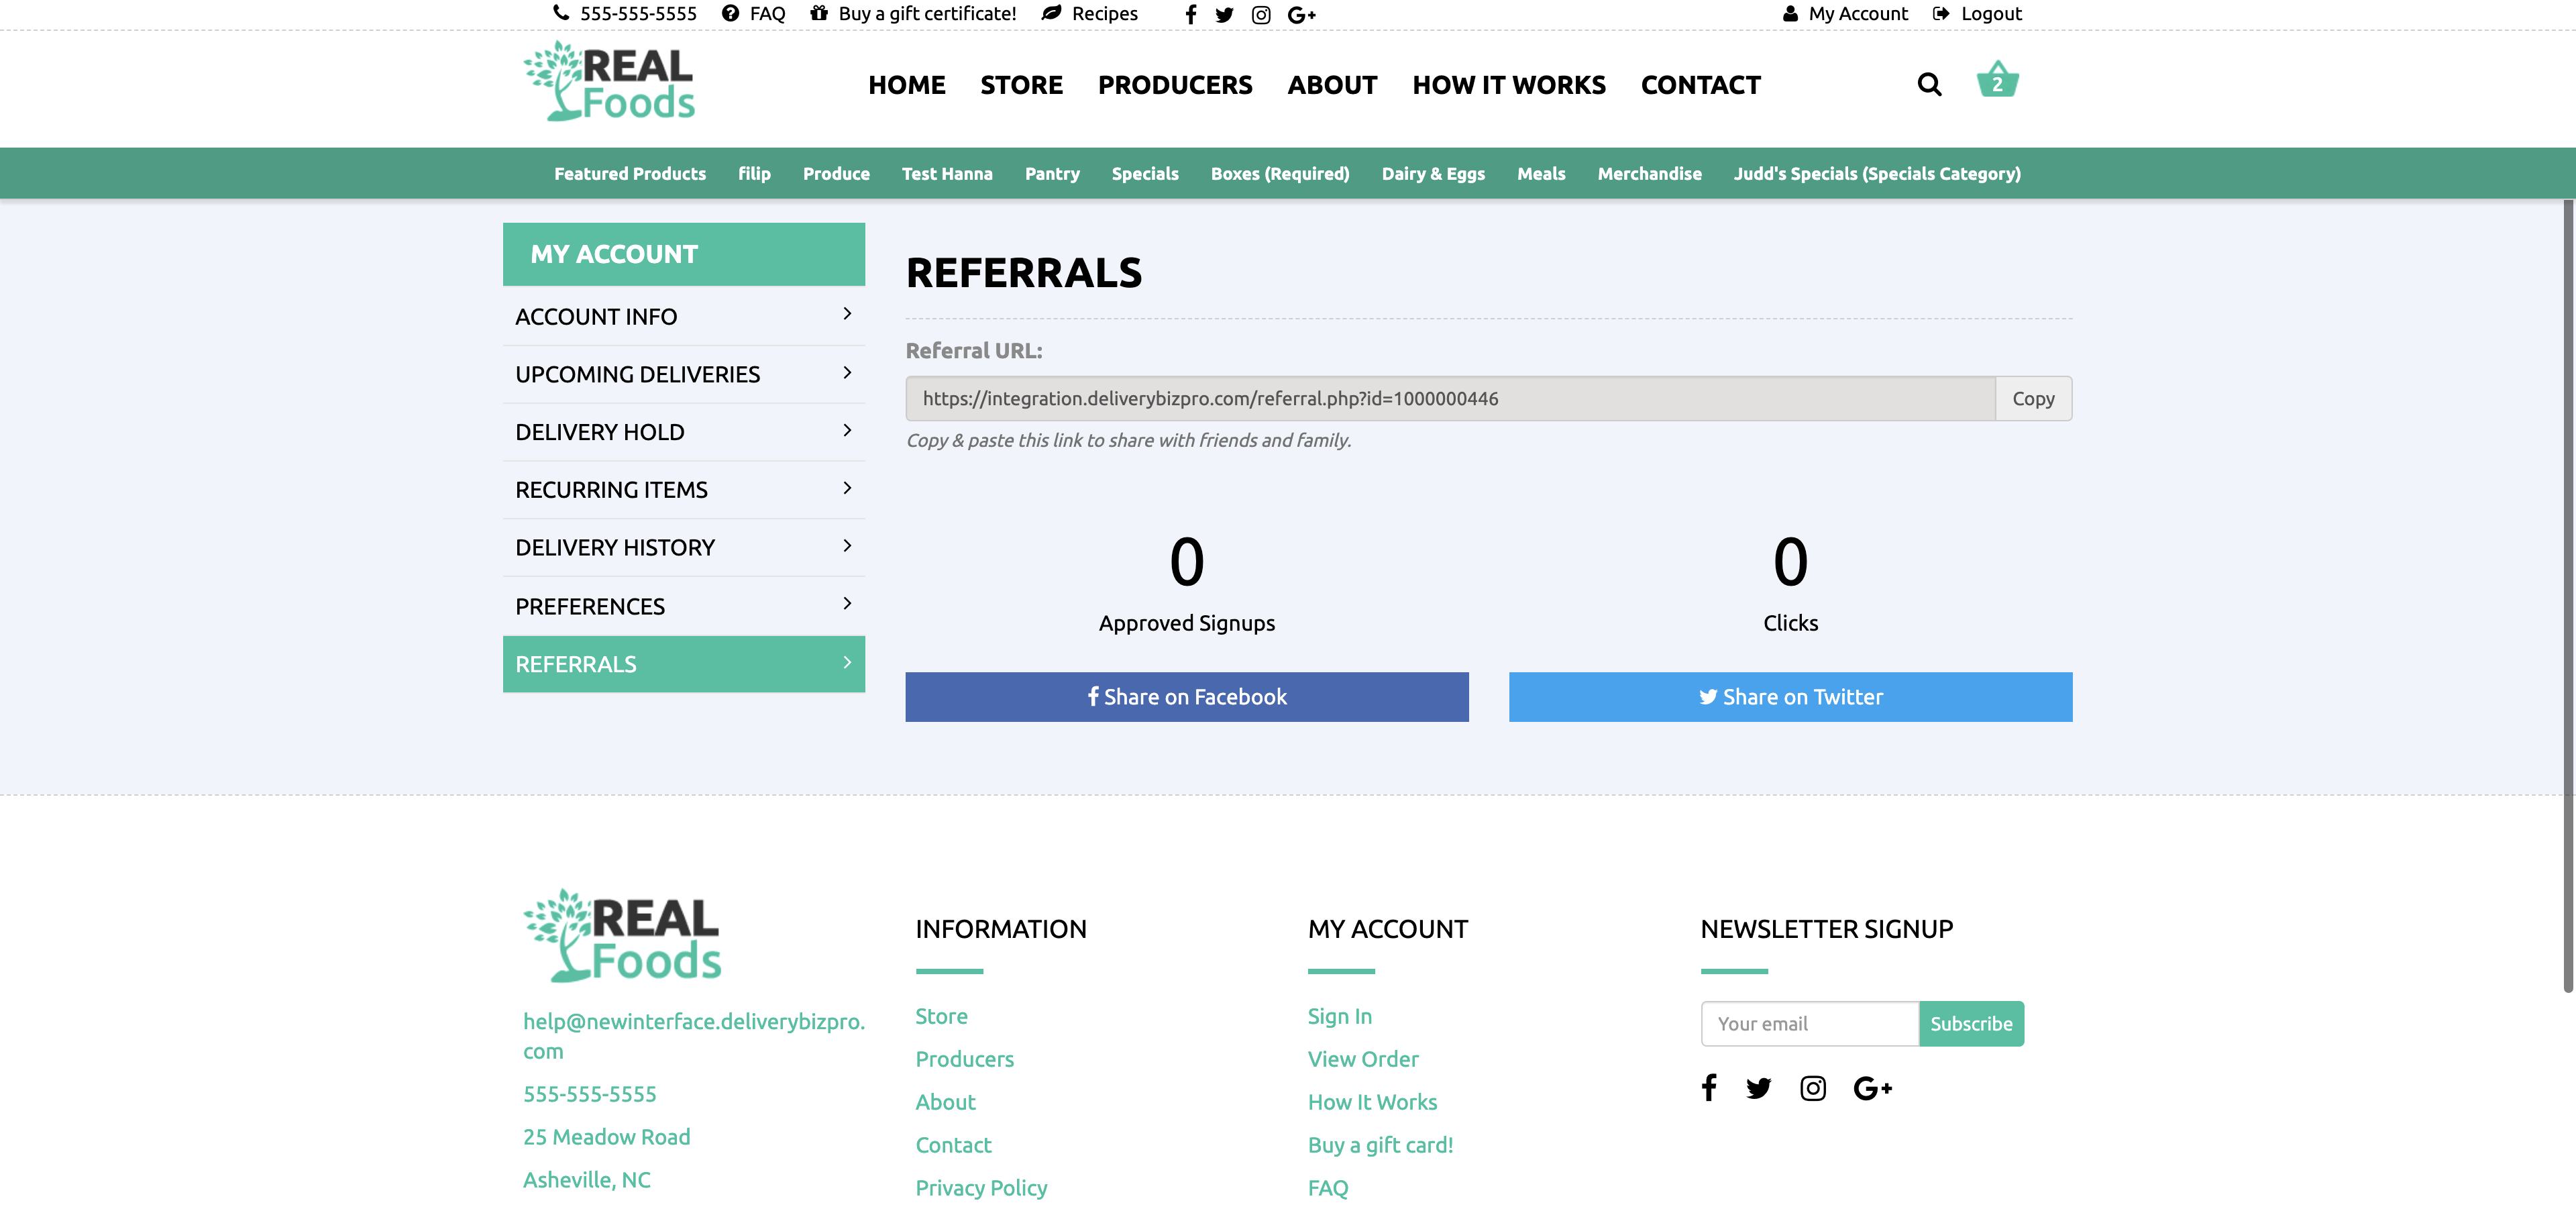 555-555-5555 FAQ Buy a gift certificate! Recipes My Account Logout
REAL
Foods
HOME STORE PRODUCERS ABOUT HOW IT WORKS CONTACT 2
Featured Products filip Produce Test Hanna Pantry Specials Boxes (Required) Dairy & Eggs Meals Merchandise Judd's Specials (Specials Category)
MY ACCOUNT
ACCOUNT INFO
UPCOMING DELIVERIES
DELIVERY HOLD
RECURRING ITEMS
DELIVERY HISTORY
PREFERENCES
REFERRALS
REFERRALS
Referral URL:
https://integration.deliverybizpro.com/referral.php?id=1000000446 Copy
Copy & paste this link to share with friends and family.
0
Approved Signups
0
Clicks
Share on Facebook
Share on Twitter
REAL
Foods
help@newinterface.deliverybizpro.
com
555-555-5555
25 Meadow Road
Asheville, NC
INFORMATION
Store
Producers
About
Contact
Privacy Policy
MY ACCOUNT
Sign In
View Order
How It Works
Buy a gift card!
FAQ
NEWSLETTER SIGNUP
Your email Subscribe